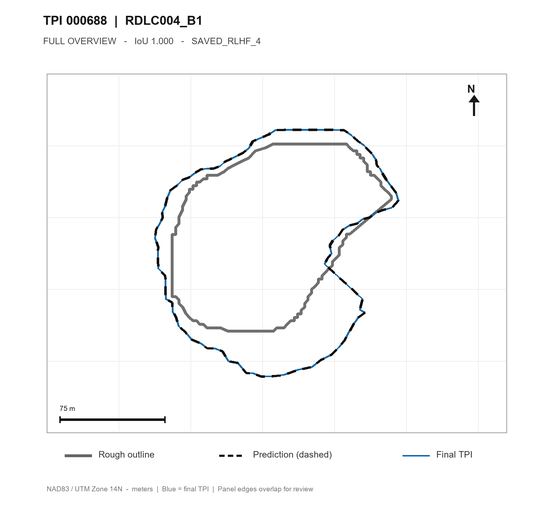 TPI 000688 | RDLC004_B1
FULL OVERVIEW - IoU 1.000 - SAVED_RLHF_4
N
75 m
Rough outline
Prediction (dashed)
Final TPI
NAD83 / UTM Zone 14N - meters | Blue = final TPI | Panel edges overlap for review